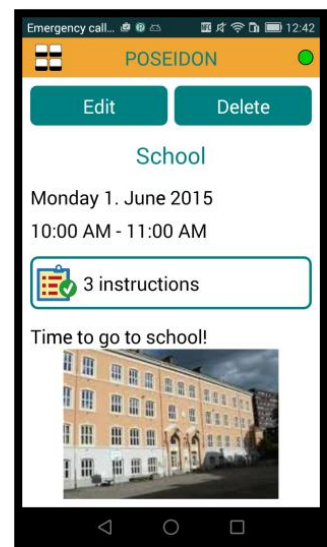 Emergency call... 12:42
POSEIDON
Edit Delete
School
Monday 1. June 2015
10:00 AM - 11:00 AM
3 instructions
Time to go to school!